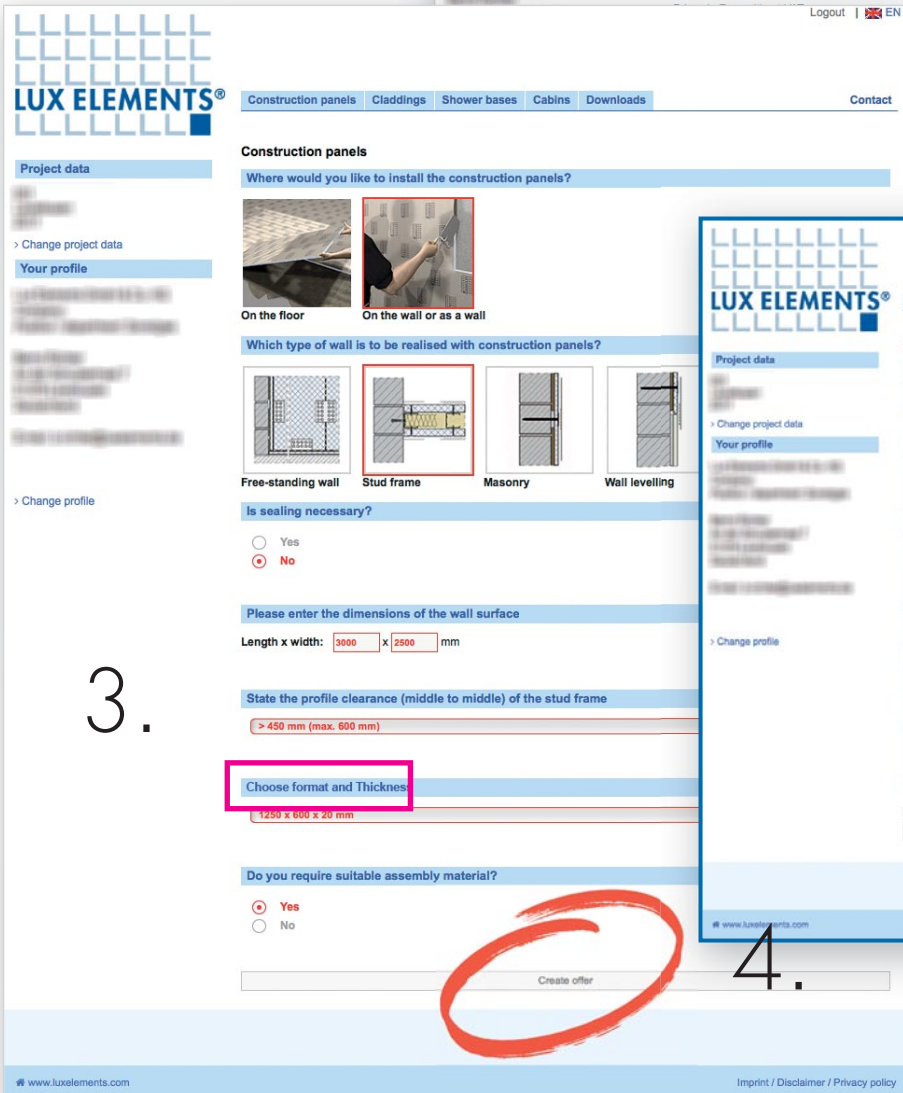 Logout | EN
LUX ELEMENTS®
Construction panels Claddings Shower bases Cabins Downloads Contact
Project data
> Change project data
Your profile
> Change profile
Construction panels
Where would you like to install the construction panels?
On the floor On the wall or as a wall
Which type of wall is to be realised with construction panels?
Free-standing wall Stud frame Masonry Wall levelling
Is sealing necessary?
Yes
No
Please enter the dimensions of the wall surface
Length x width: 3000 x 2500 mm
State the profile clearance (middle to middle) of the stud frame
> 450 mm (max. 600 mm)
3.
Choose format and Thickness
1250 x 600 x 20 mm
Do you require suitable assembly material?
Yes
No
Create offer
www.luxelements.com Imprint / Disclaimer / Privacy policy
LUX ELEMENTS®
Project data
> Change project data
Your profile
> Change profile
www.luxelements.com
4.